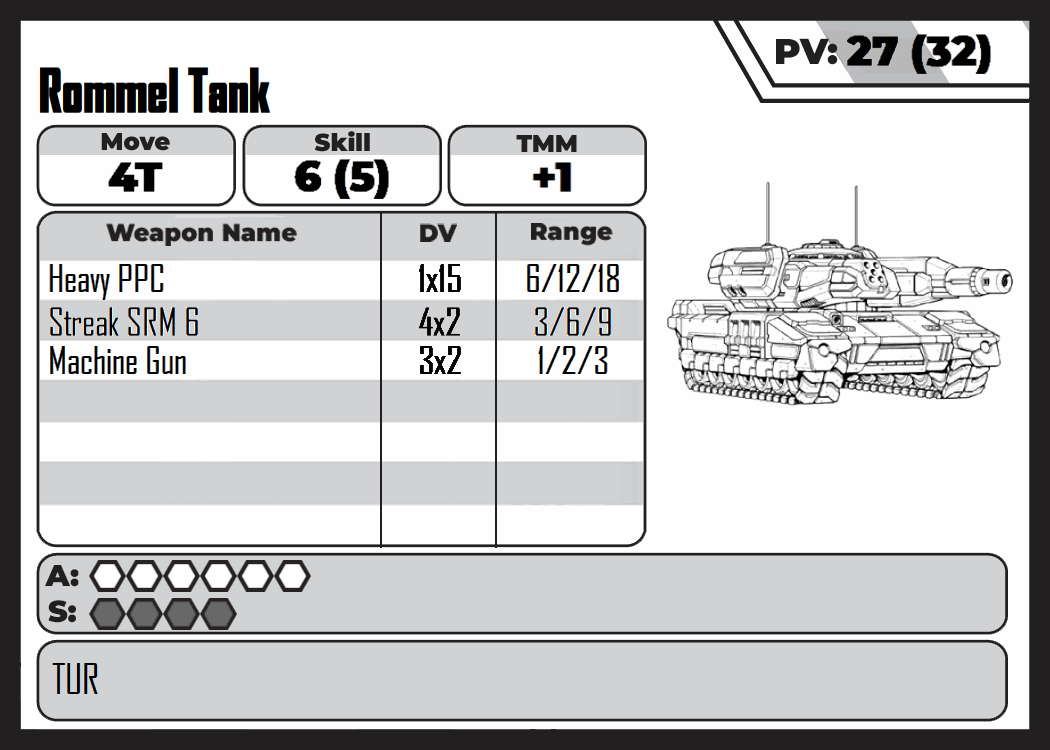 PV: 27 (32)
Rommel Tank
Move Skill TMM
4T 6 (5) +1
Weapon Name DV Range
Heavy PPC 1x15 6/12/18
Streak SRM 6 4x2 3/6/9
Machine Gun 3x2 1/2/3
A:
S:
TUR